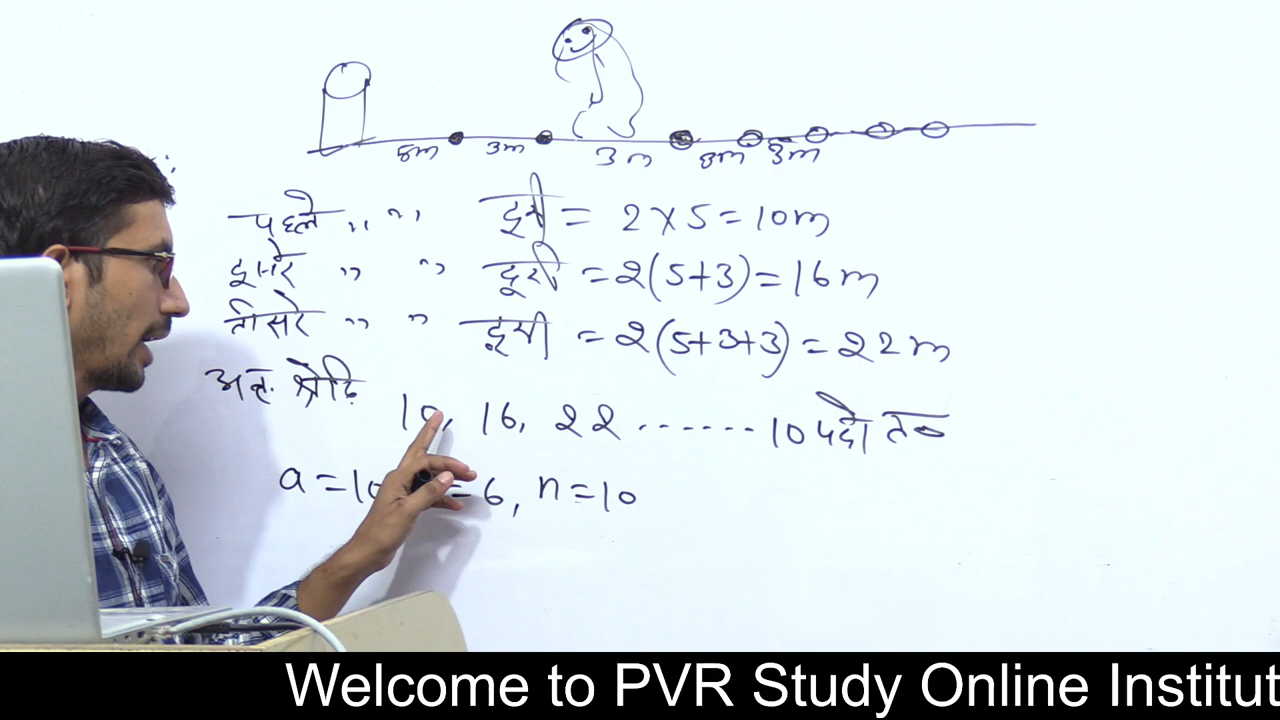 5m 3m 3m 3m 3m
पहले " " दूरी = 2 × 5 = 10m
दूसरे " " दूरी = 2(5+3) = 16m
तीसरे " " दूरी = 2(5+3+3) = 22m
अतः श्रेढ़ि
10, 16, 22 ...... 10 पदो तक
a = 10 = 6, n = 10
Welcome to PVR Study Online Institut